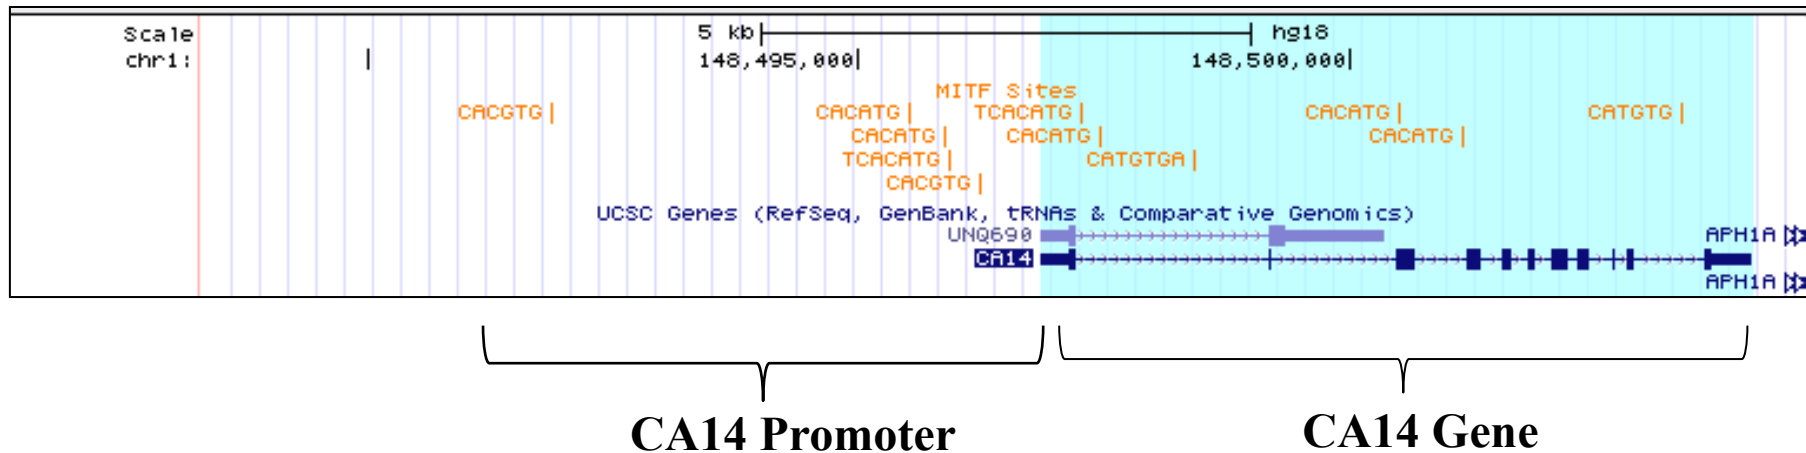 Scale 5 kb hg18
chr1: 148,495,000 148,500,000
MITF Sites
CACGTG CACATG TCACATG CACATG CATGTG
CACATG CACATG CACATG
TCACATG CATGTGA
CACGTG
UCSC Genes (RefSeq, GenBank, tRNAs & Comparative Genomics)
UNQ690 APH1A
CA14
APH1A
CA14 Promoter CA14 Gene